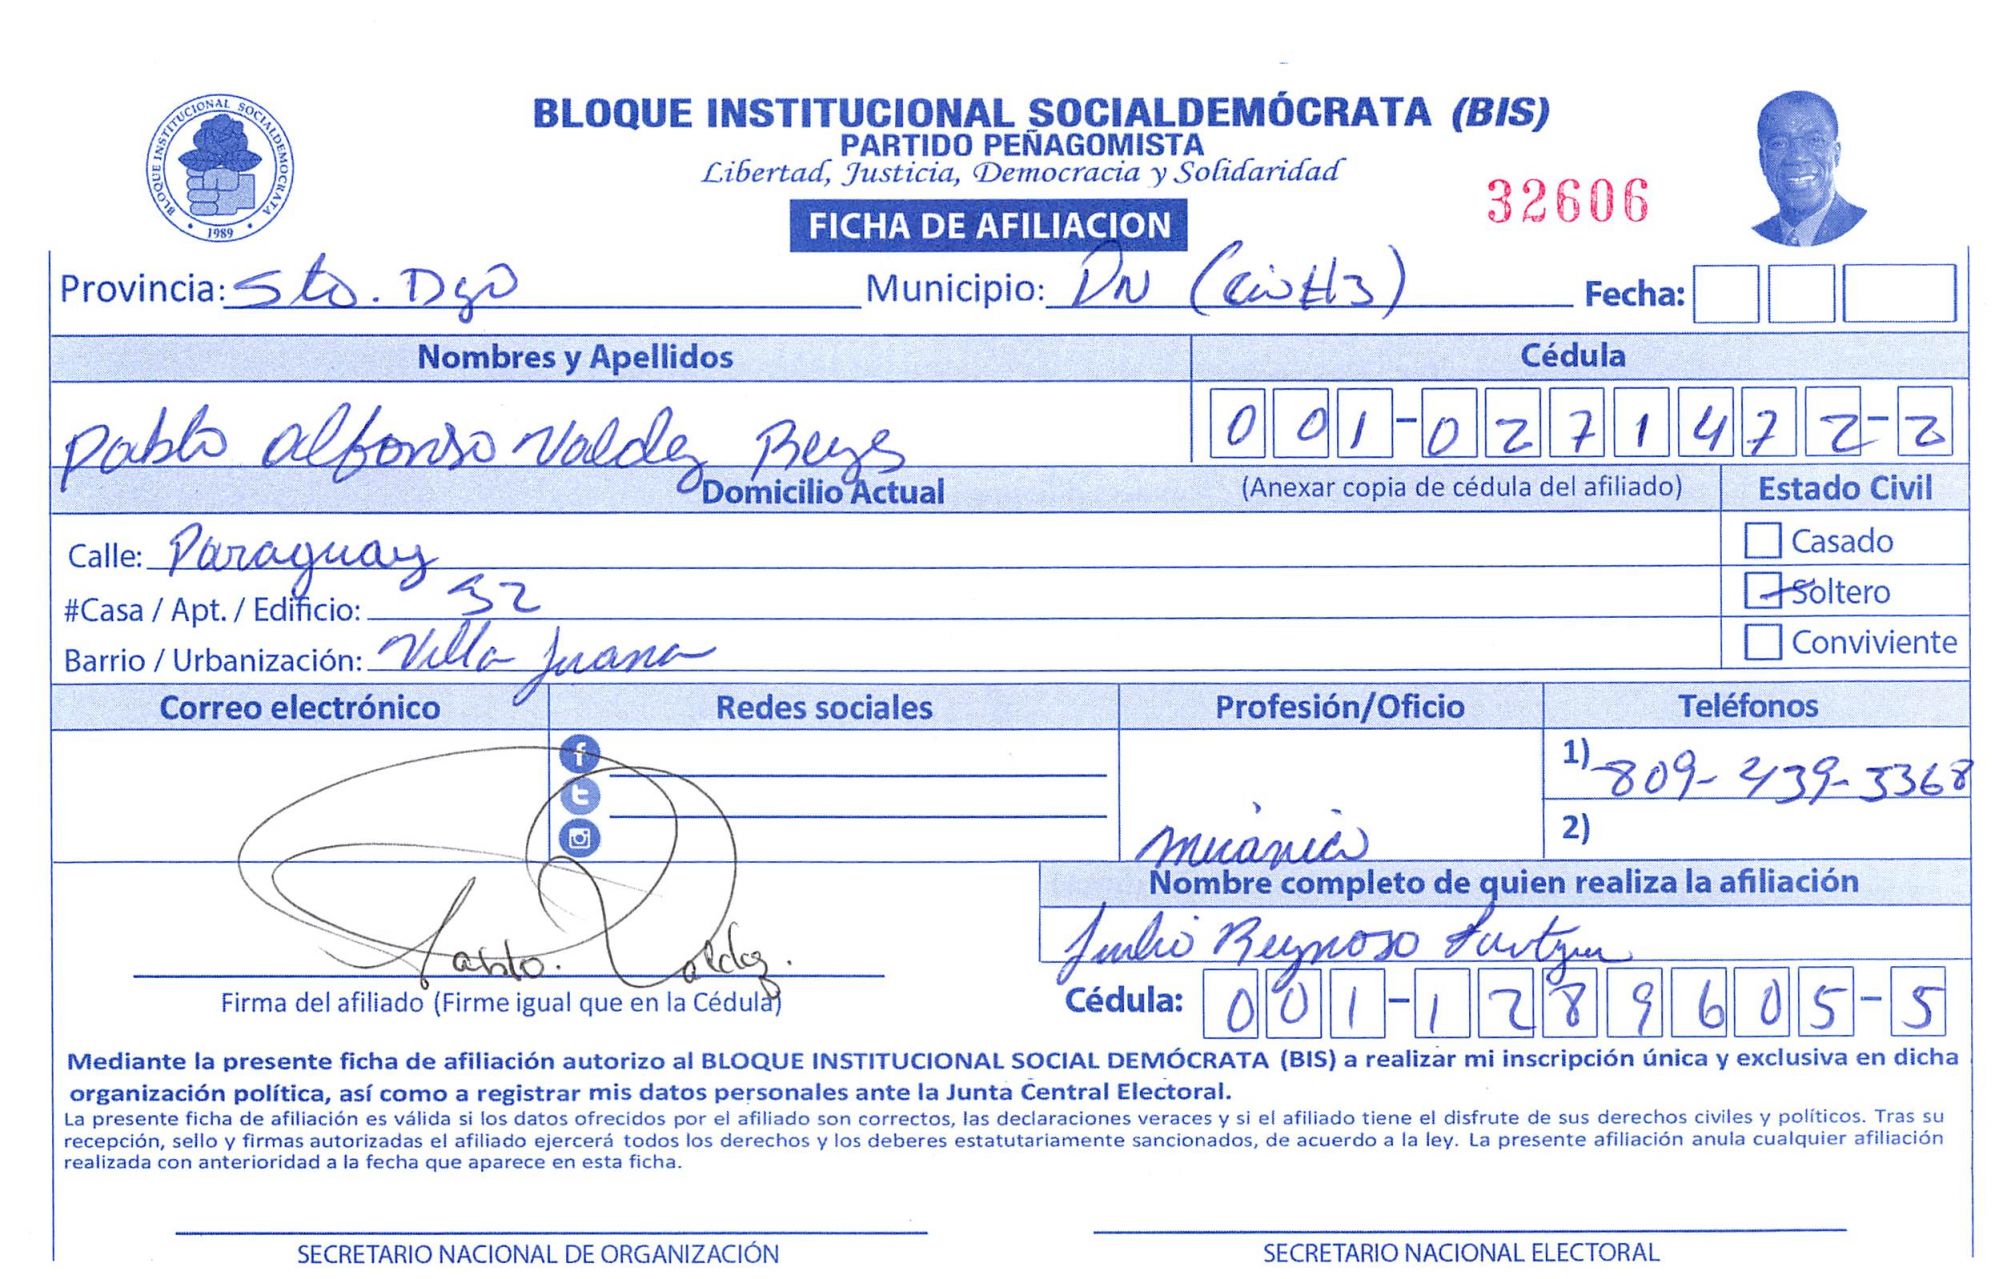 BLOQUE INSTITUCIONAL SOCIALDEMÓCRATA
1989
BLOQUE INSTITUCIONAL SOCIALDEMÓCRATA (BIS)
PARTIDO PEÑAGOMISTA
Libertad, Justicia, Democracia y Solidaridad
32606
FICHA DE AFILIACION
Provincia: Sto. Dgo Municipio: DN ( #3) Fecha:
Nombres y Apellidos Cédula
Pablo Alfonso Valdez Reyes 001-0271472-2
Domicilio Actual (Anexar copia de cédula del afiliado) Estado Civil
Calle: Paraguay Casado
#Casa / Apt. / Edificio: 32 Soltero
Barrio / Urbanización: Villa Juana Conviviente
Correo electrónico Redes sociales Profesión/Oficio Teléfonos
1) 809-439-3368
2)
Mecánico
Nombre completo de quien realiza la afiliación
Julio Reynoso
Pablo. Valdez.
Firma del afiliado (Firme igual que en la Cédula)
Cédula: 001-1289605-5
Mediante la presente ficha de afiliación autorizo al BLOQUE INSTITUCIONAL SOCIAL DEMÓCRATA (BIS) a realizar mi inscripción única y exclusiva en dicha
organización política, así como a registrar mis datos personales ante la Junta Central Electoral.
La presente ficha de afiliación es válida si los datos ofrecidos por el afiliado son correctos, las declaraciones veraces y si el afiliado tiene el disfrute de sus derechos civiles y políticos. Tras su
recepción, sello y firmas autorizadas el afiliado ejercerá todos los derechos y los deberes estatutariamente sancionados, de acuerdo a la ley. La presente afiliación anula cualquier afiliación
realizada con anterioridad a la fecha que aparece en esta ficha.
SECRETARIO NACIONAL DE ORGANIZACIÓN SECRETARIO NACIONAL ELECTORAL